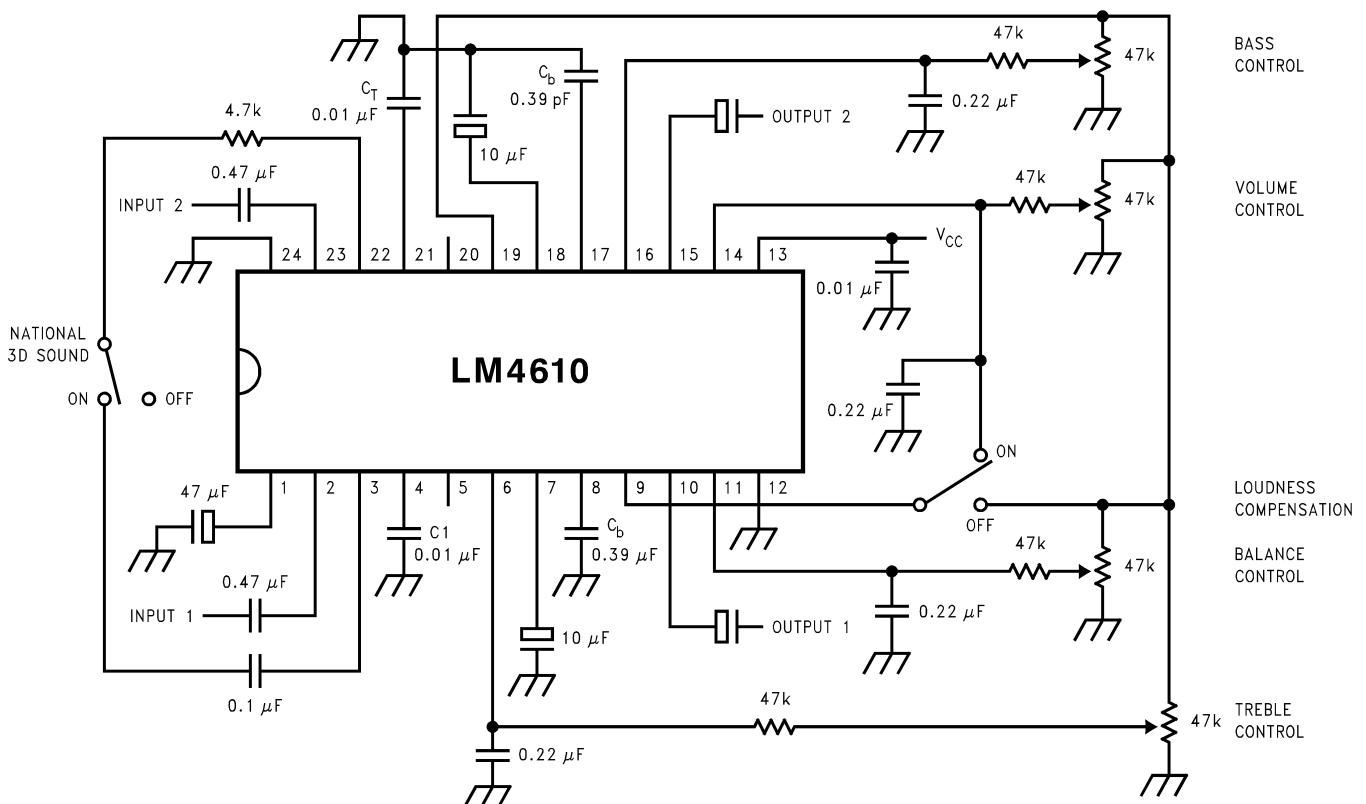 47k
BASS
CONTROL
47k
C_b
0.39 pF
C_T
0.01 μF
0.22 μF
4.7k
OUTPUT 2
10 μF
0.47 μF
47k
INPUT 2
47k
VOLUME
CONTROL
V_CC
24 23 22 21 20 19 18 17 16 15 14 13
0.01 μF
NATIONAL
3D SOUND
LM4610
ON OFF
0.22 μF
ON
47 μF
1 2 3 4 5 6 7 8 9 10 11 12
OFF
LOUDNESS
COMPENSATION
C1
0.01 μF
C_b
0.39 μF
47k
47k
BALANCE
CONTROL
0.47 μF
INPUT 1
0.22 μF
10 μF
OUTPUT 1
0.1 μF
47k
47k
TREBLE
CONTROL
0.22 μF